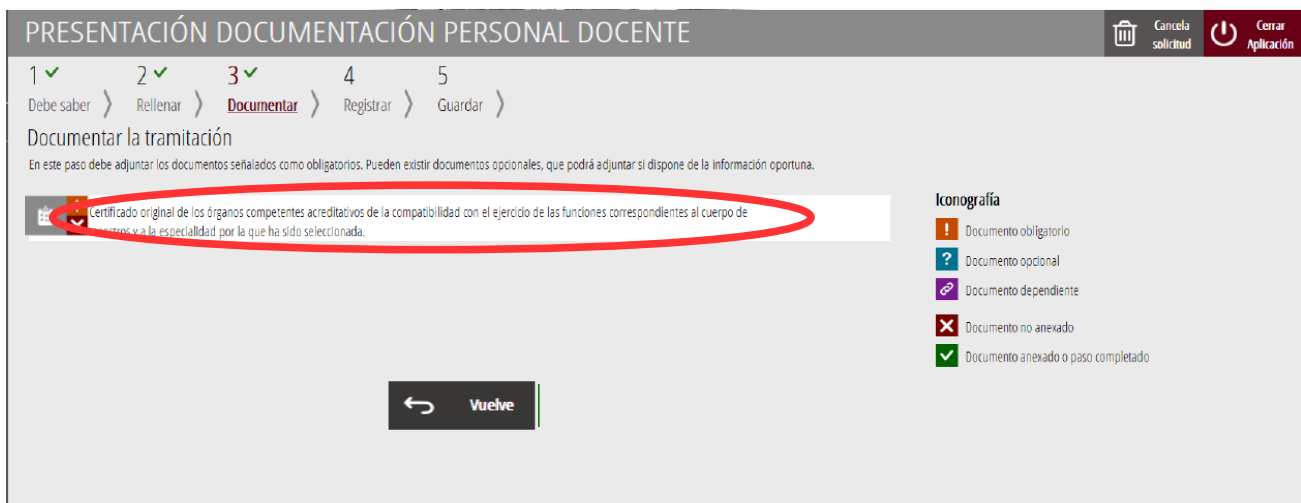 PRESENTACIÓN DOCUMENTACIÓN PERSONAL DOCENTE
Cancela
solicitud
Cerrar
Aplicación
1 2 3 4 5
Debe saber Rellenar Documentar Registrar Guardar
Documentar la tramitación
En este paso debe adjuntar los documentos señalados como obligatorios. Pueden existir documentos opcionales, que podrá adjuntar si dispone de la información oportuna.
Certificado original de los órganos competentes acreditativos de la compatibilidad con el ejercicio de las funciones correspondientes al cuerpo de
y a la especialidad por la que ha sido seleccionada.
Iconografía
! Documento obligatorio
? Documento opcional
Documento dependiente
Documento no anexado
Documento anexado o paso completado
Vuelve